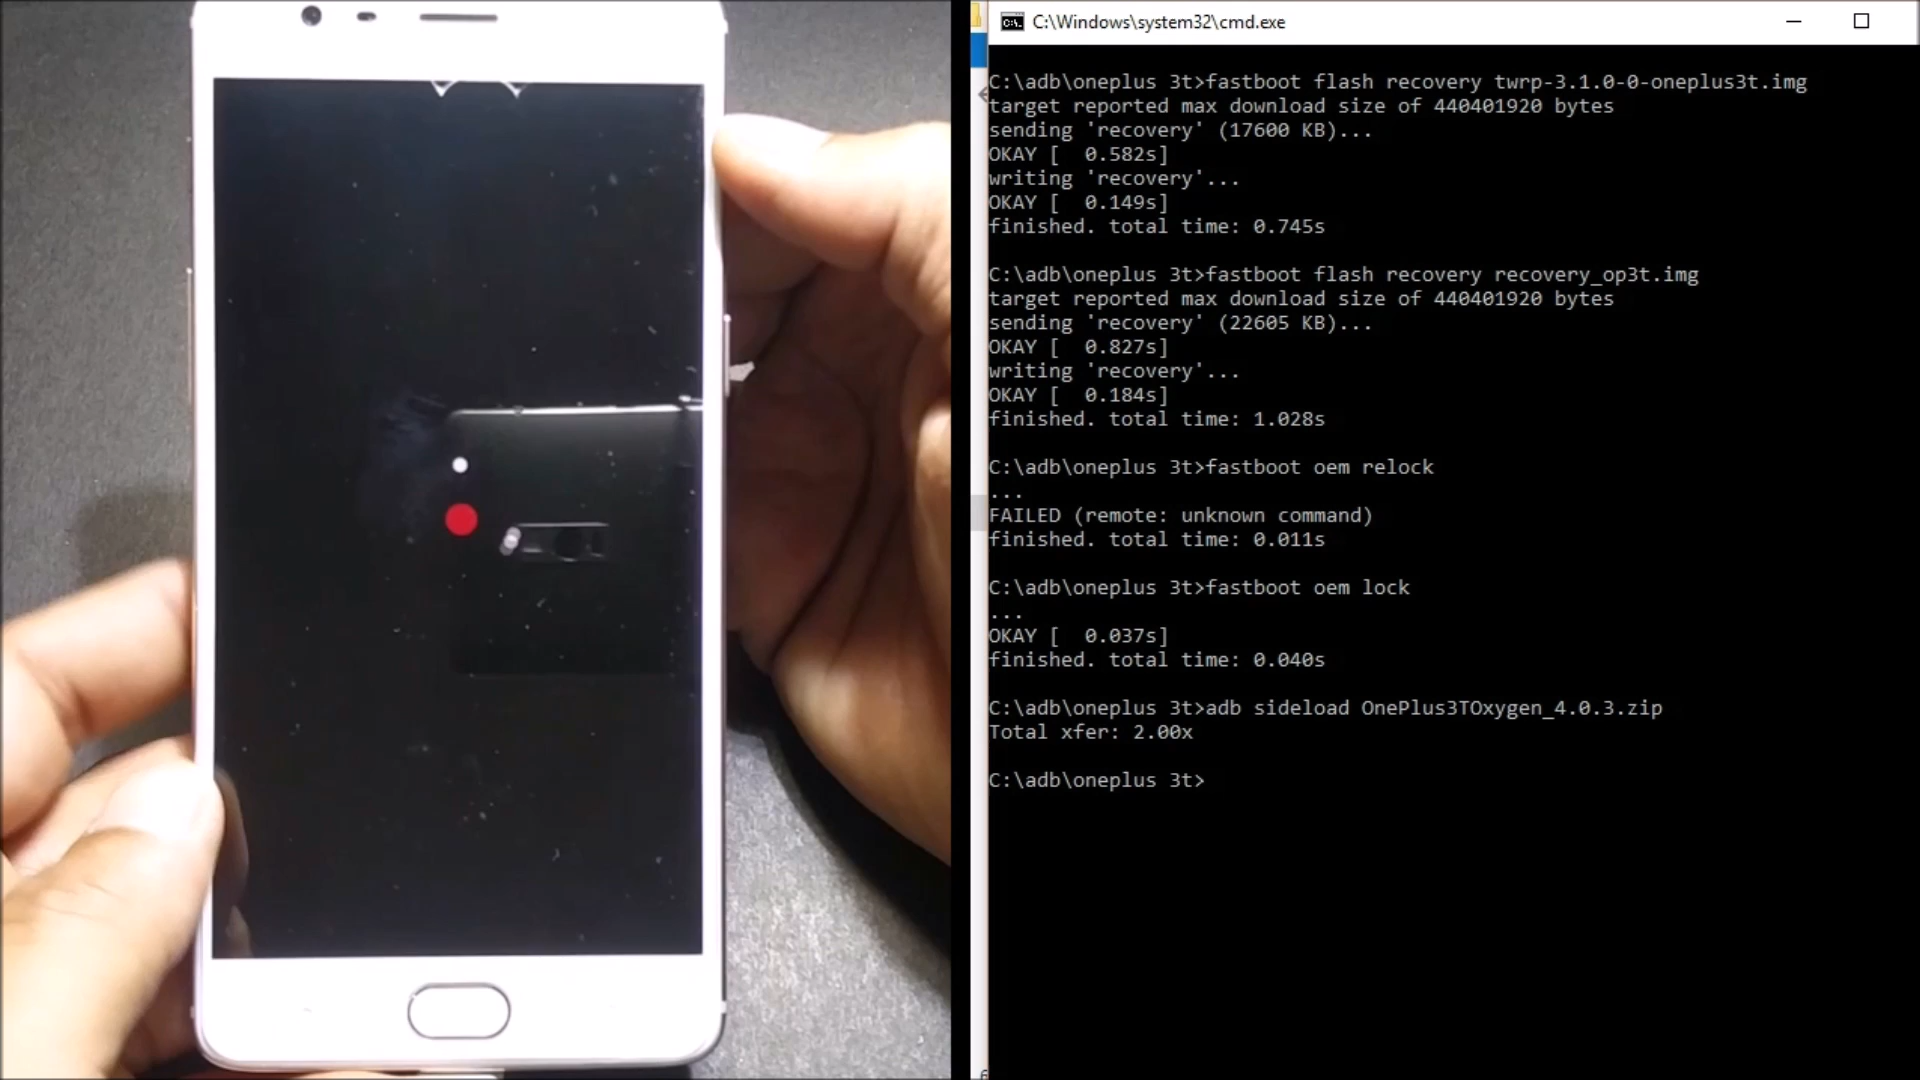 C:\Windows\system32\cmd.exe
C:\adb\oneplus 3t>fastboot flash recovery twrp-3.1.0-0-oneplus3t.img
target reported max download size of 440401920 bytes
sending 'recovery' (17600 KB)...
OKAY [  0.582s]
writing 'recovery'...
OKAY [  0.149s]
finished. total time: 0.745s
C:\adb\oneplus 3t>fastboot flash recovery recovery_op3t.img
target reported max download size of 440401920 bytes
sending 'recovery' (22605 KB)...
OKAY [  0.827s]
writing 'recovery'...
OKAY [  0.184s]
finished. total time: 1.028s
C:\adb\oneplus 3t>fastboot oem relock
...
FAILED (remote: unknown command)
finished. total time: 0.011s
C:\adb\oneplus 3t>fastboot oem lock
...
OKAY [  0.037s]
finished. total time: 0.040s
C:\adb\oneplus 3t>adb sideload OnePlus3TOxygen_4.0.3.zip
Total xfer: 2.00x
C:\adb\oneplus 3t>